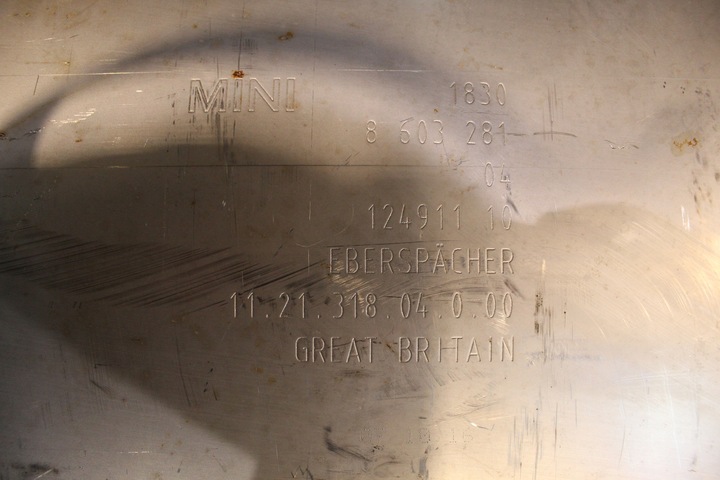 MINI 1830
8 603 281
04
124911 10
EBERSPÄCHER
11.21.318.04.0.00
GREAT BRITAIN